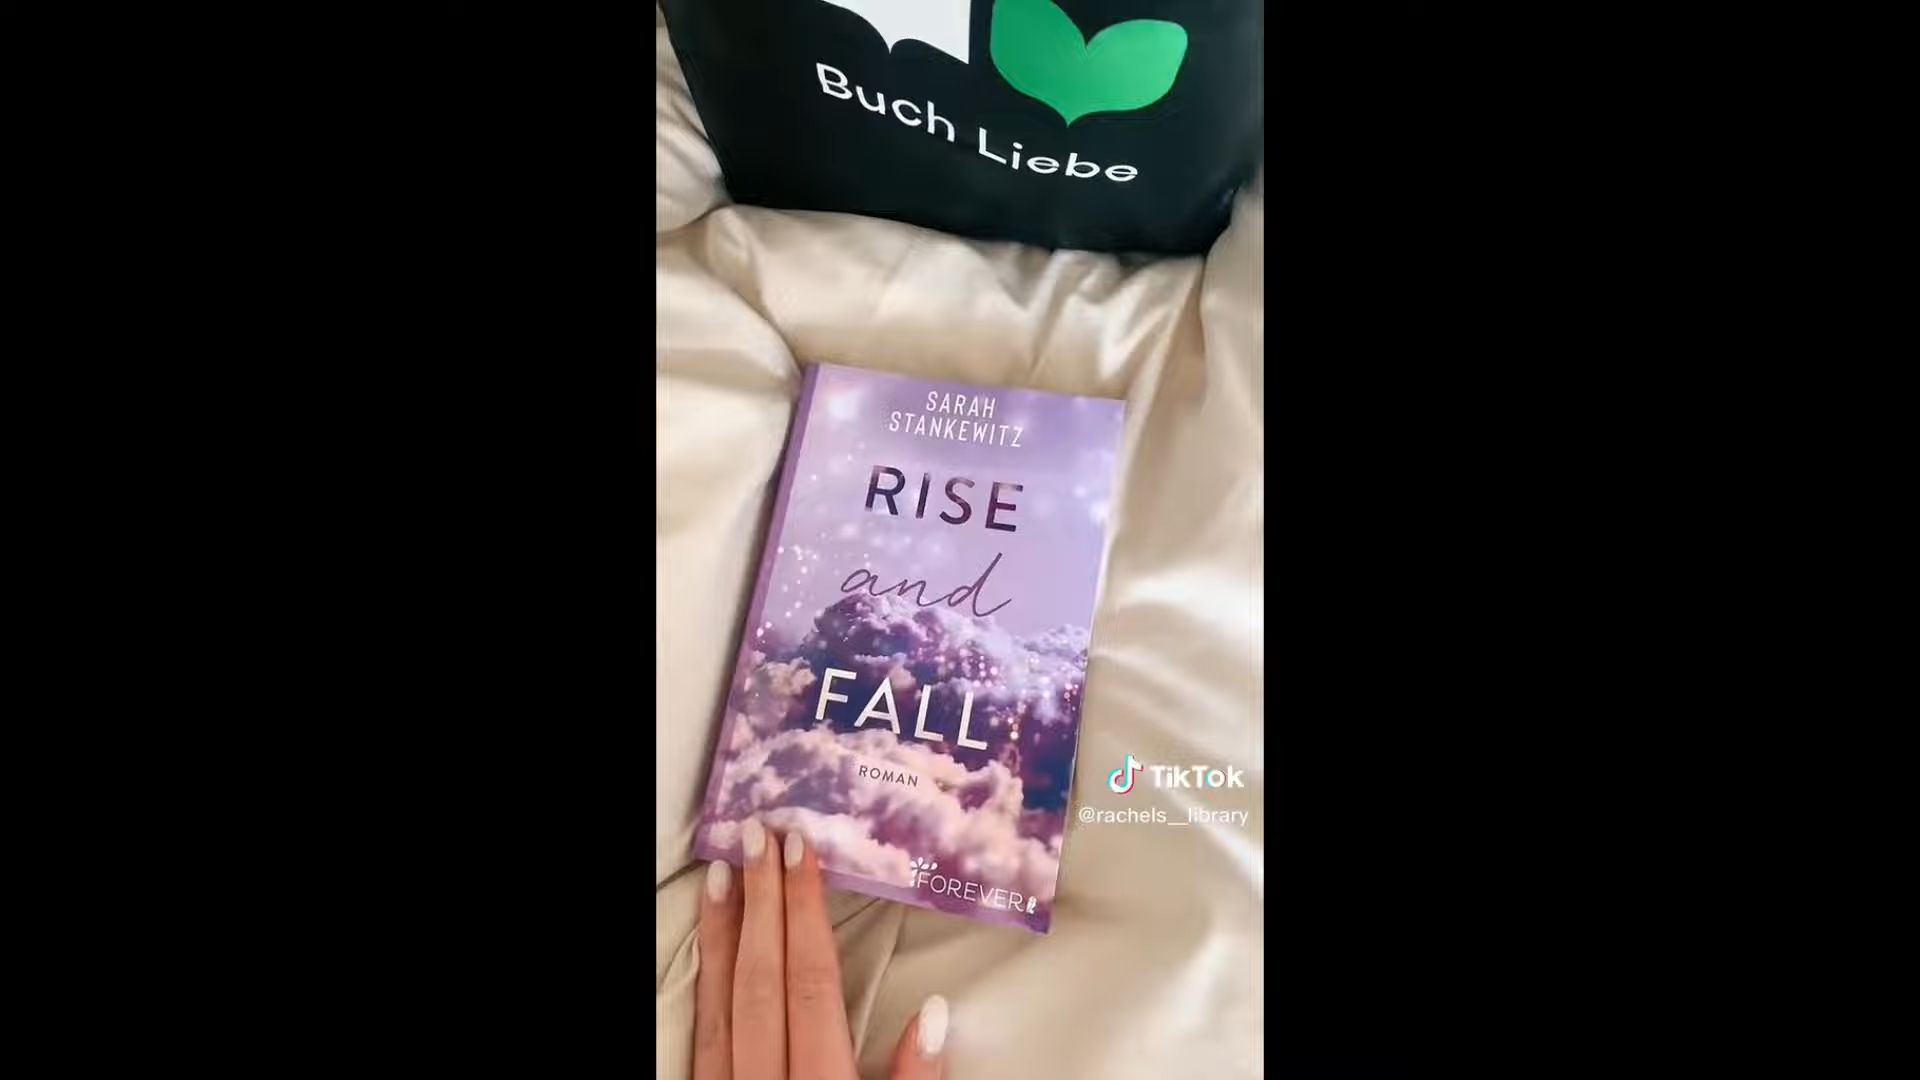 Buch Liebe
SARAH
STANKEWITZ
RISE
and
FALL
ROMAN
FOREVER
TikTok
@rachels__library